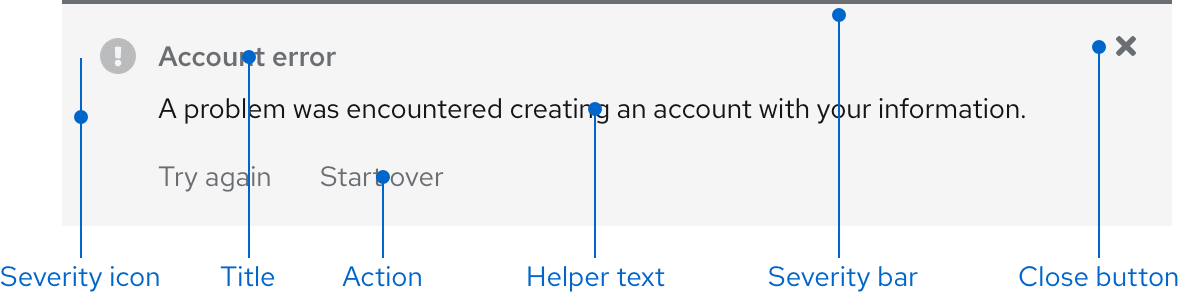 Account error
A problem was encountered creating an account with your information.
Try again Start over
Severity icon Title Action Helper text Severity bar Close button